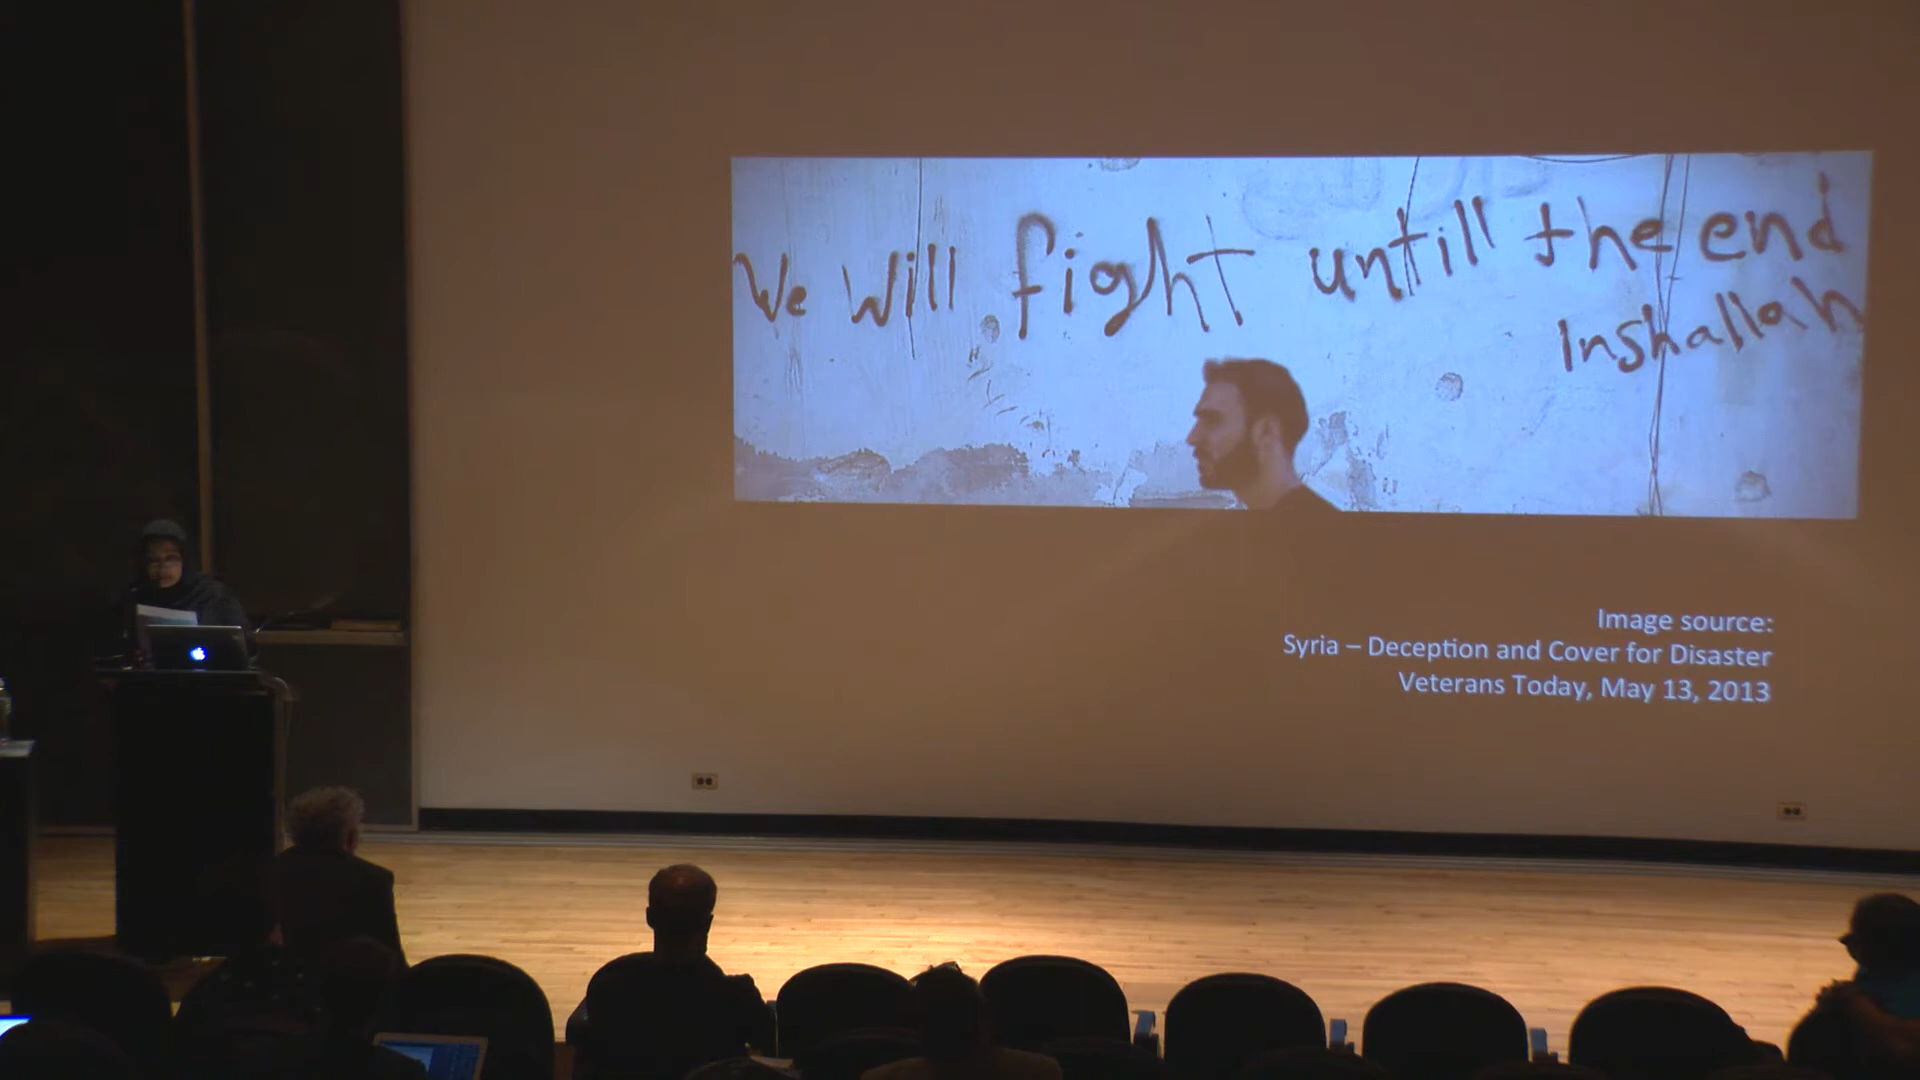 We will fight untill the end
Inshallah
Image source:
Syria – Deception and Cover for Disaster
Veterans Today, May 13, 2013